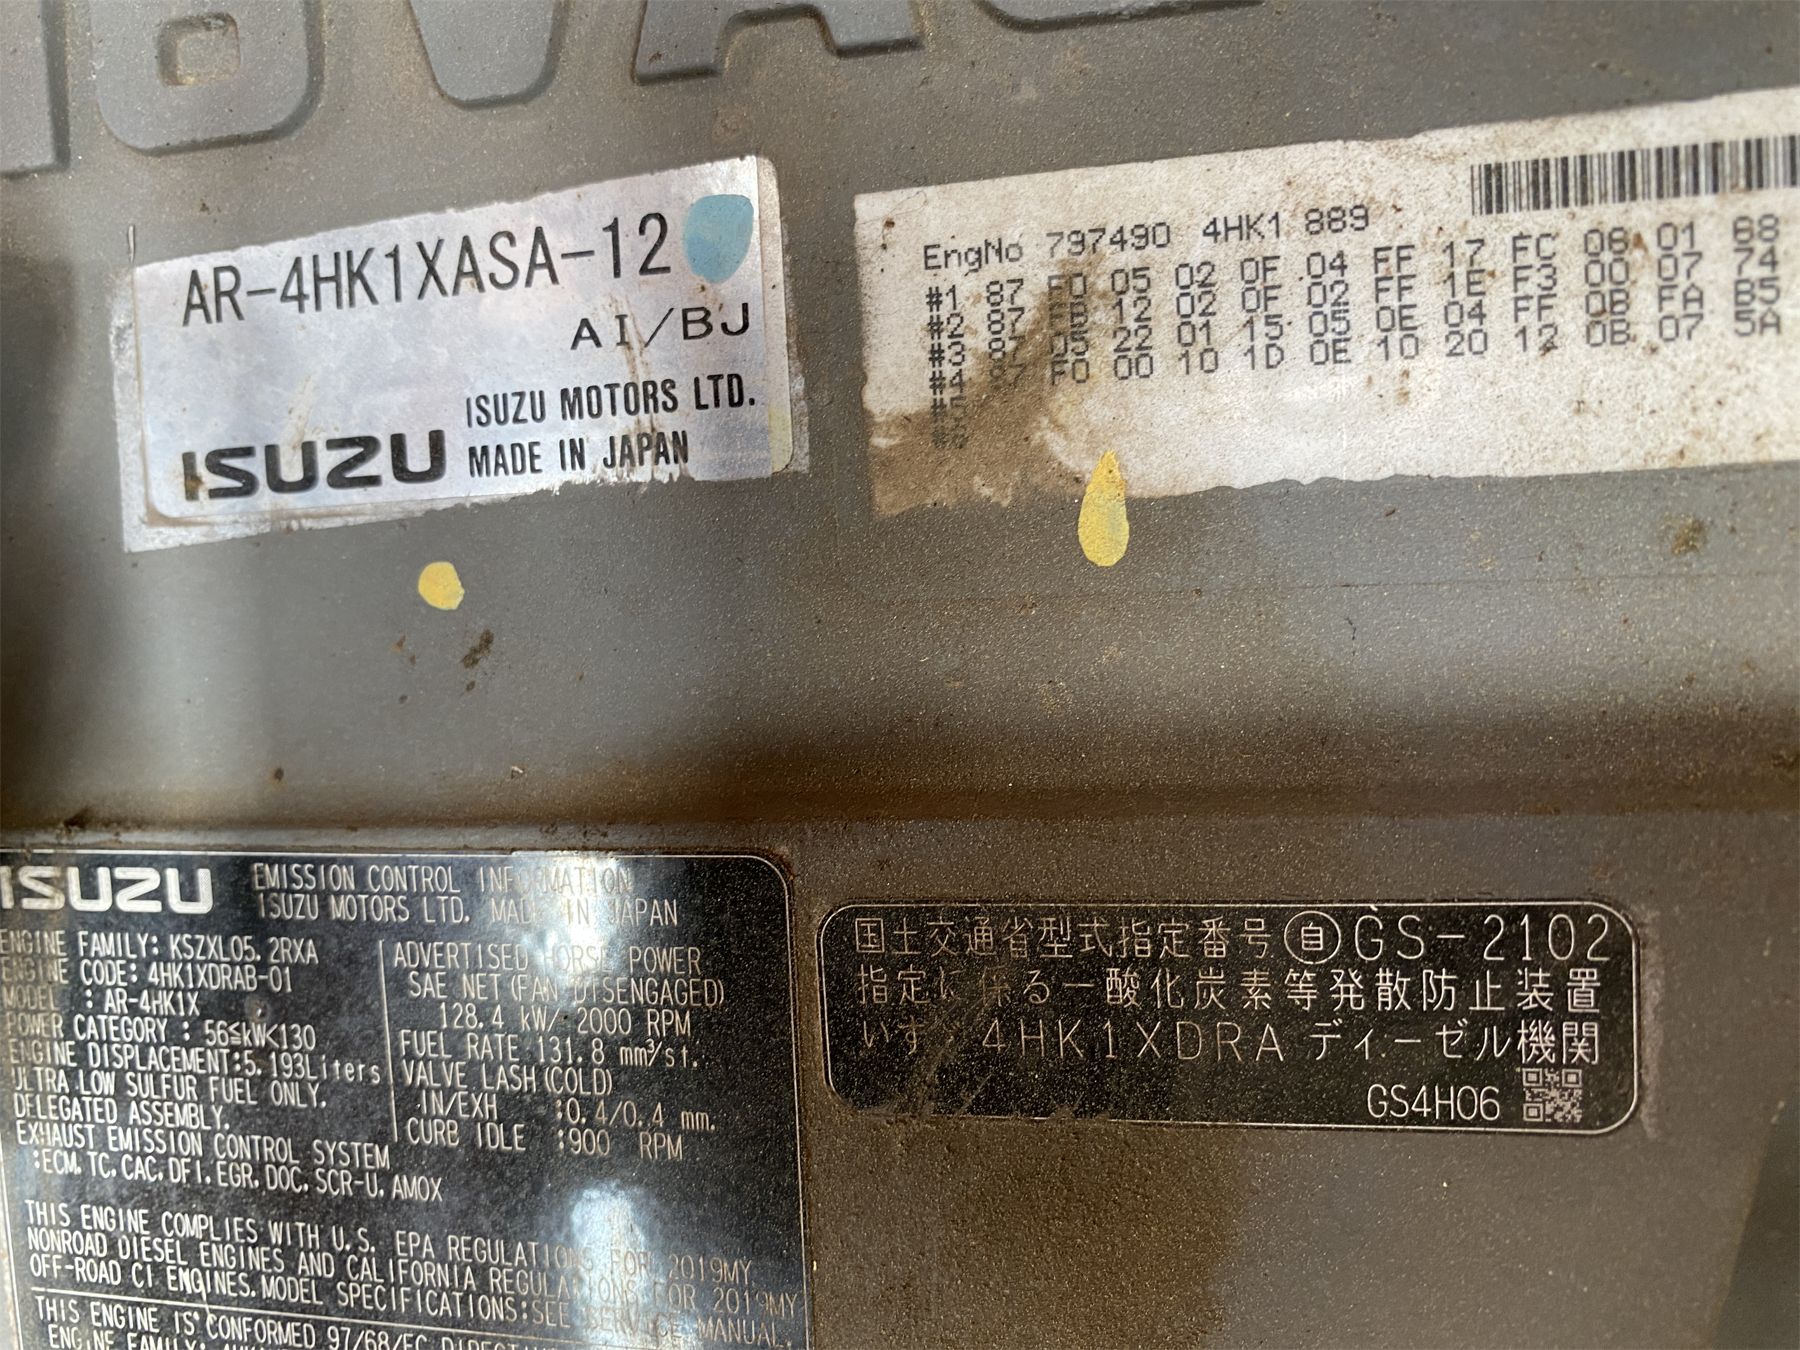 AR-4HK1XASA-12
AI/BJ
ISUZU MOTORS LTD.
ISUZU MADE IN JAPAN
EngNo 797490 4HK1 889
#1 87 F0 05 02 0F 04 FF 17 FC 06 01 68
#2 87 12 02 0F 02 FF 1E F3 00 07 74
#3 87 05 22 01 15 05 0E 04 FF 0B FA B5
#4 F0 00 10 1D 0E 10 20 12 0B 07 5A
ISUZU
EMISSION CONTROL INFORMATION
ISUZU MOTORS LTD. MADE IN JAPAN
ENGINE FAMILY: KSZXL05.2RXA
ENGINE CODE: 4HK1XDRAB-01
MODEL : AR-4HK1X
POWER CATEGORY : 56≦kW<130
ENGINE DISPLACEMENT:5.193Liters
ULTRA LOW SULFUR FUEL ONLY.
DELEGATED ASSEMBLY.
EXHAUST EMISSION CONTROL SYSTEM
:ECM, TC, CAC, DFI, EGR, DOC, SCR-U, AMOX
ADVERTISED HORSE POWER
SAE NET (FAN DISENGAGED)
128.4 kW/ 2000 RPM
FUEL RATE 131.8 mm³/st.
VALVE LASH(COLD)
IN/EXH :0.4/0.4 mm.
CURB IDLE :900 RPM
THIS ENGINE COMPLIES WITH U.S. EPA REGULATIONS FOR 2019MY
NONROAD DIESEL ENGINES AND CALIFORNIA REGULATIONS FOR 2019MY
OFF-ROAD CI ENGINES. MODEL SPECIFICATIONS:SEE SERVICE MANUAL.
THIS ENGINE IS CONFORMED 97/68/EC
ENGINE FAMILY:
国土交通省型式指定番号 自 GS-2102
指定に係る一酸化炭素等発散防止装置
いすゞ 4HK1XDRA ディーゼル機関
GS4H06